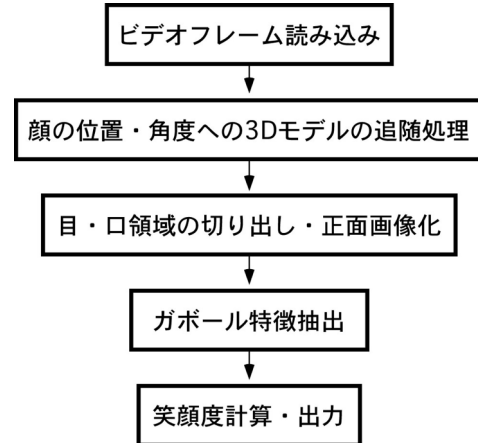 ビデオフレーム読み込み
顔の位置・角度への3Dモデルの追随処理
目・口領域の切り出し・正面画像化
ガボール特徴抽出
笑顔度計算・出力